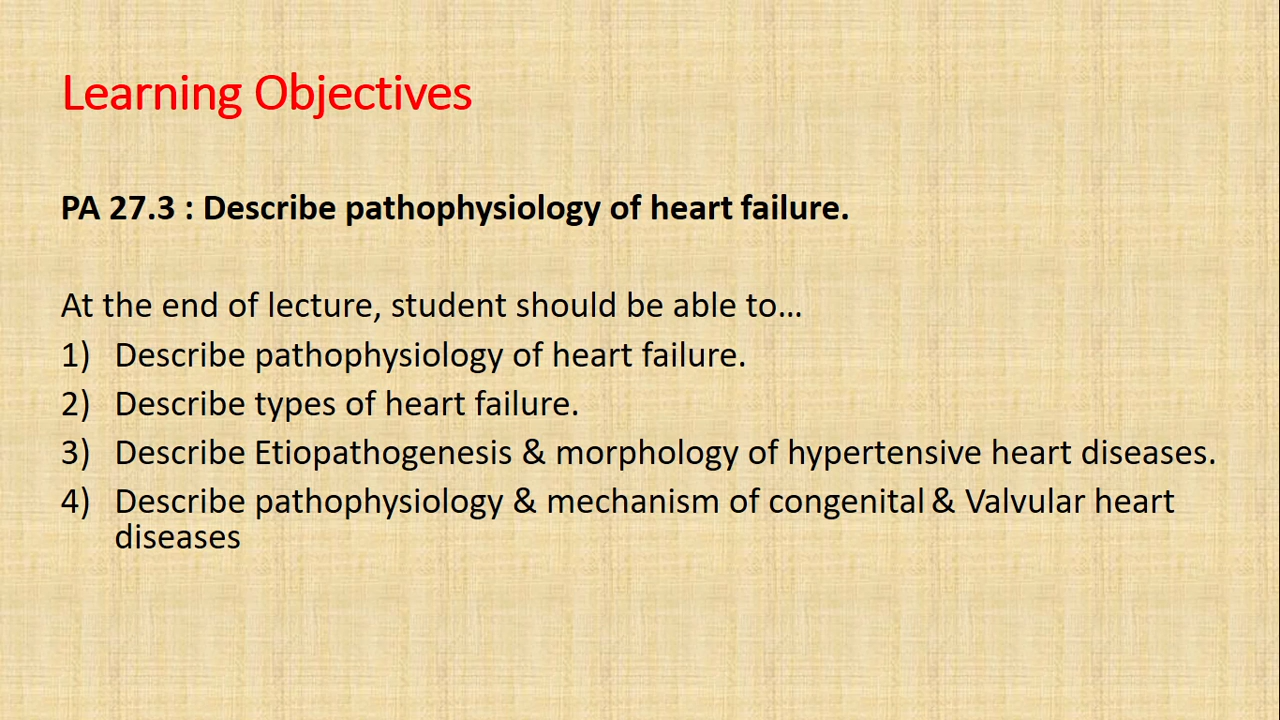 Learning Objectives
PA 27.3 : Describe pathophysiology of heart failure.
At the end of lecture, student should be able to...
1) Describe pathophysiology of heart failure.
2) Describe types of heart failure.
3) Describe Etiopathogenesis & morphology of hypertensive heart diseases.
4) Describe pathophysiology & mechanism of congenital & Valvular heart
diseases